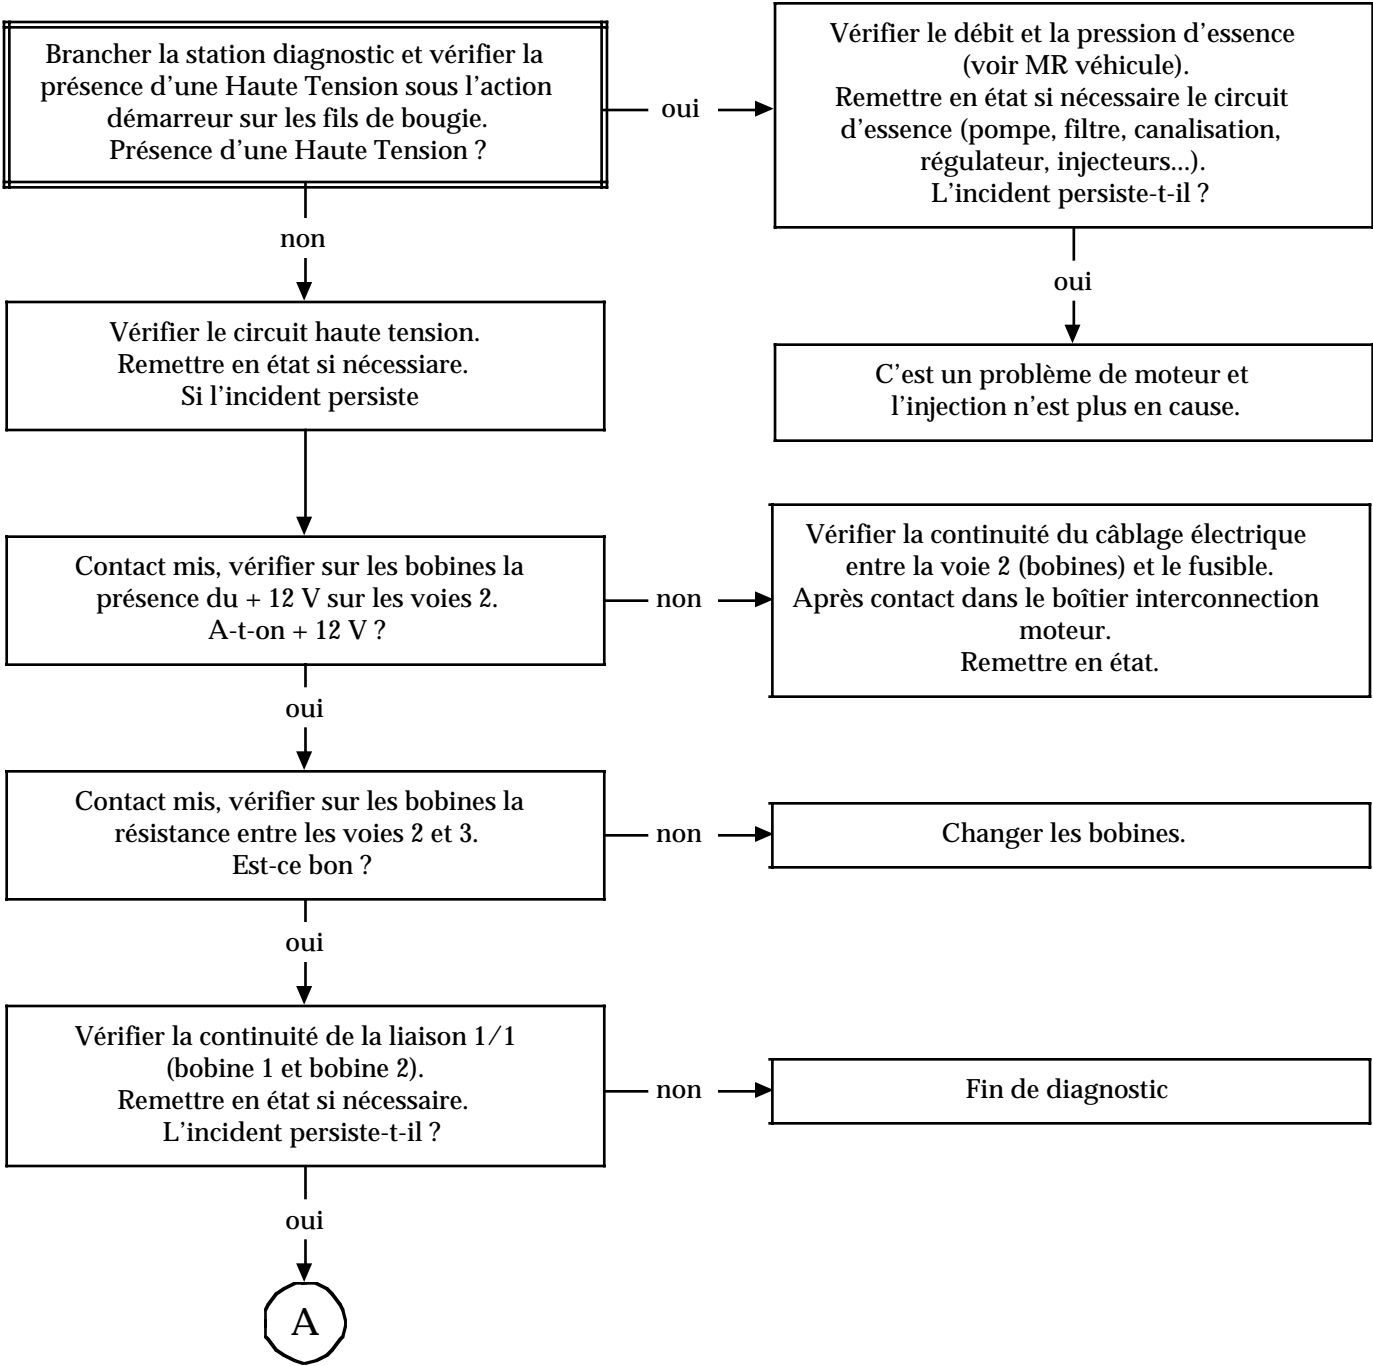 Brancher la station diagnostic et vérifier la
présence d'une Haute Tension sous l'action
démarreur sur les fils de bougie.
Présence d'une Haute Tension ?
oui
Vérifier le débit et la pression d'essence
(voir MR véhicule).
Remettre en état si nécessaire le circuit
d'essence (pompe, filtre, canalisation,
régulateur, injecteurs...).
L'incident persiste-t-il ?
non
oui
Vérifier le circuit haute tension.
Remettre en état si nécessiare.
Si l'incident persiste
C'est un problème de moteur et
l'injection n'est plus en cause.
Contact mis, vérifier sur les bobines la
présence du + 12 V sur les voies 2.
A-t-on + 12 V ?
non
Vérifier la continuité du câblage électrique
entre la voie 2 (bobines) et le fusible.
Après contact dans le boîtier interconnection
moteur.
Remettre en état.
oui
Contact mis, vérifier sur les bobines la
résistance entre les voies 2 et 3.
Est-ce bon ?
non
Changer les bobines.
oui
Vérifier la continuité de la liaison 1/1
(bobine 1 et bobine 2).
Remettre en état si nécessaire.
L'incident persiste-t-il ?
non
Fin de diagnostic
oui
A